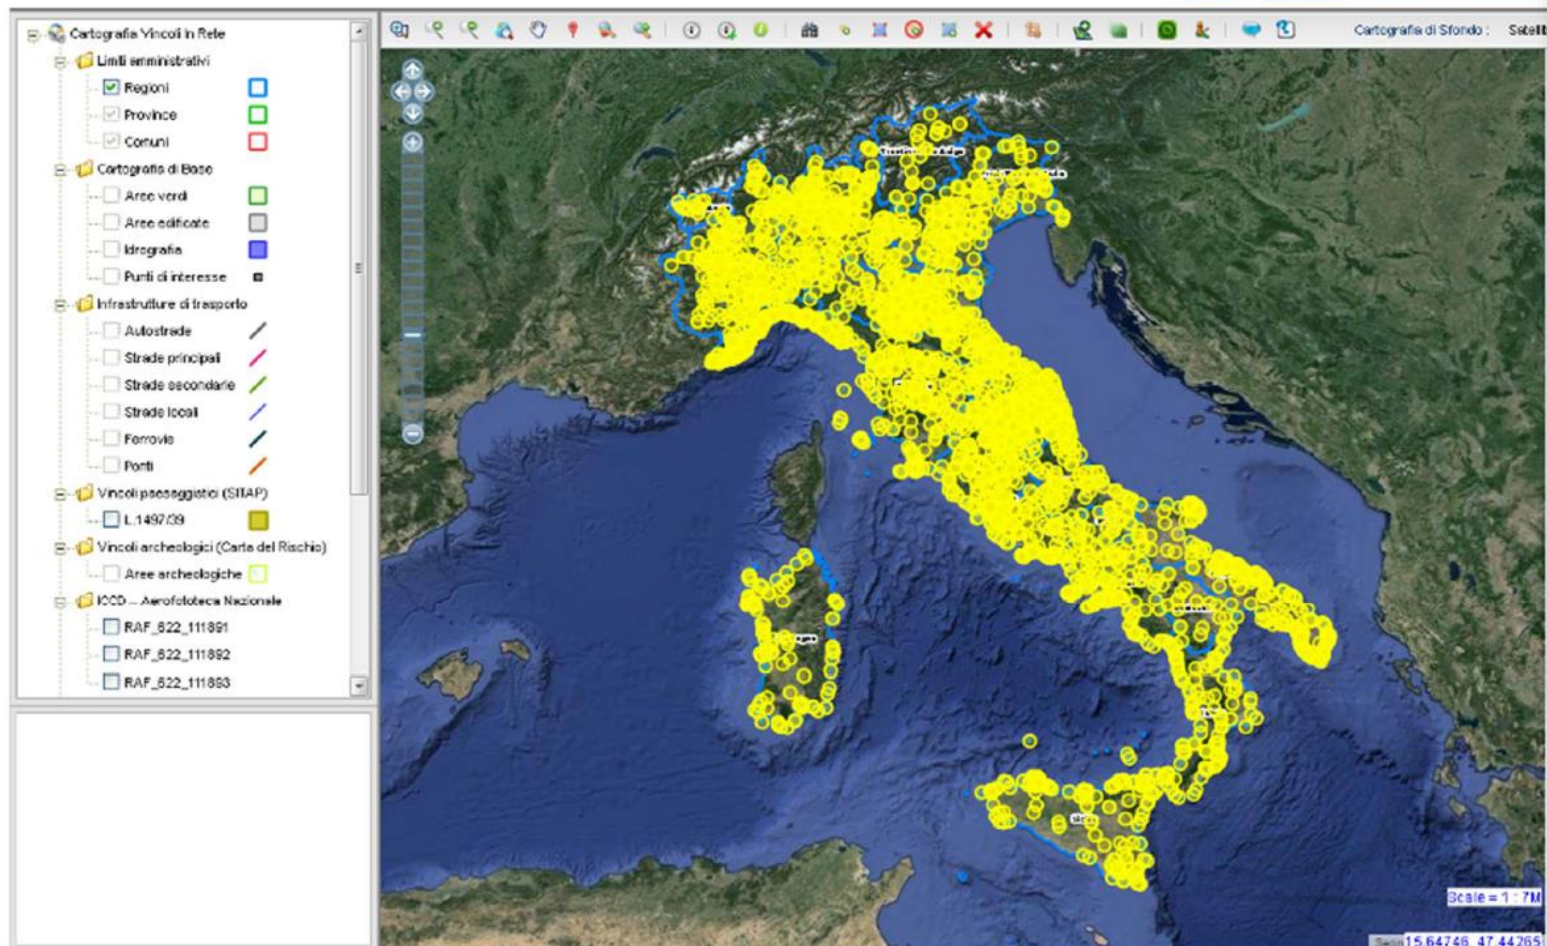 Cartografia Vincoli In Rete
Limiti amministrativi
Regioni
Province
Comuni
Cartografia di Base
Aree verdi
Aree edificate
Idrografia
Punti di interesse
Infrastrutture di trasporto
Autostrade
Strade principali
Strade secondarie
Strade locali
Ferrovie
Ponti
Vincoli paesaggistici (SITAP)
L.1497/39
Vincoli archeologici (Carta del Rischio)
Aree archeologiche
ICCD - Aerofototeca Nazionale
RAF_622_111891
RAF_622_111892
RAF_622_111893
Cartografia di Sfondo :
Scale = 1 : 7M
15.64746, 47.44265